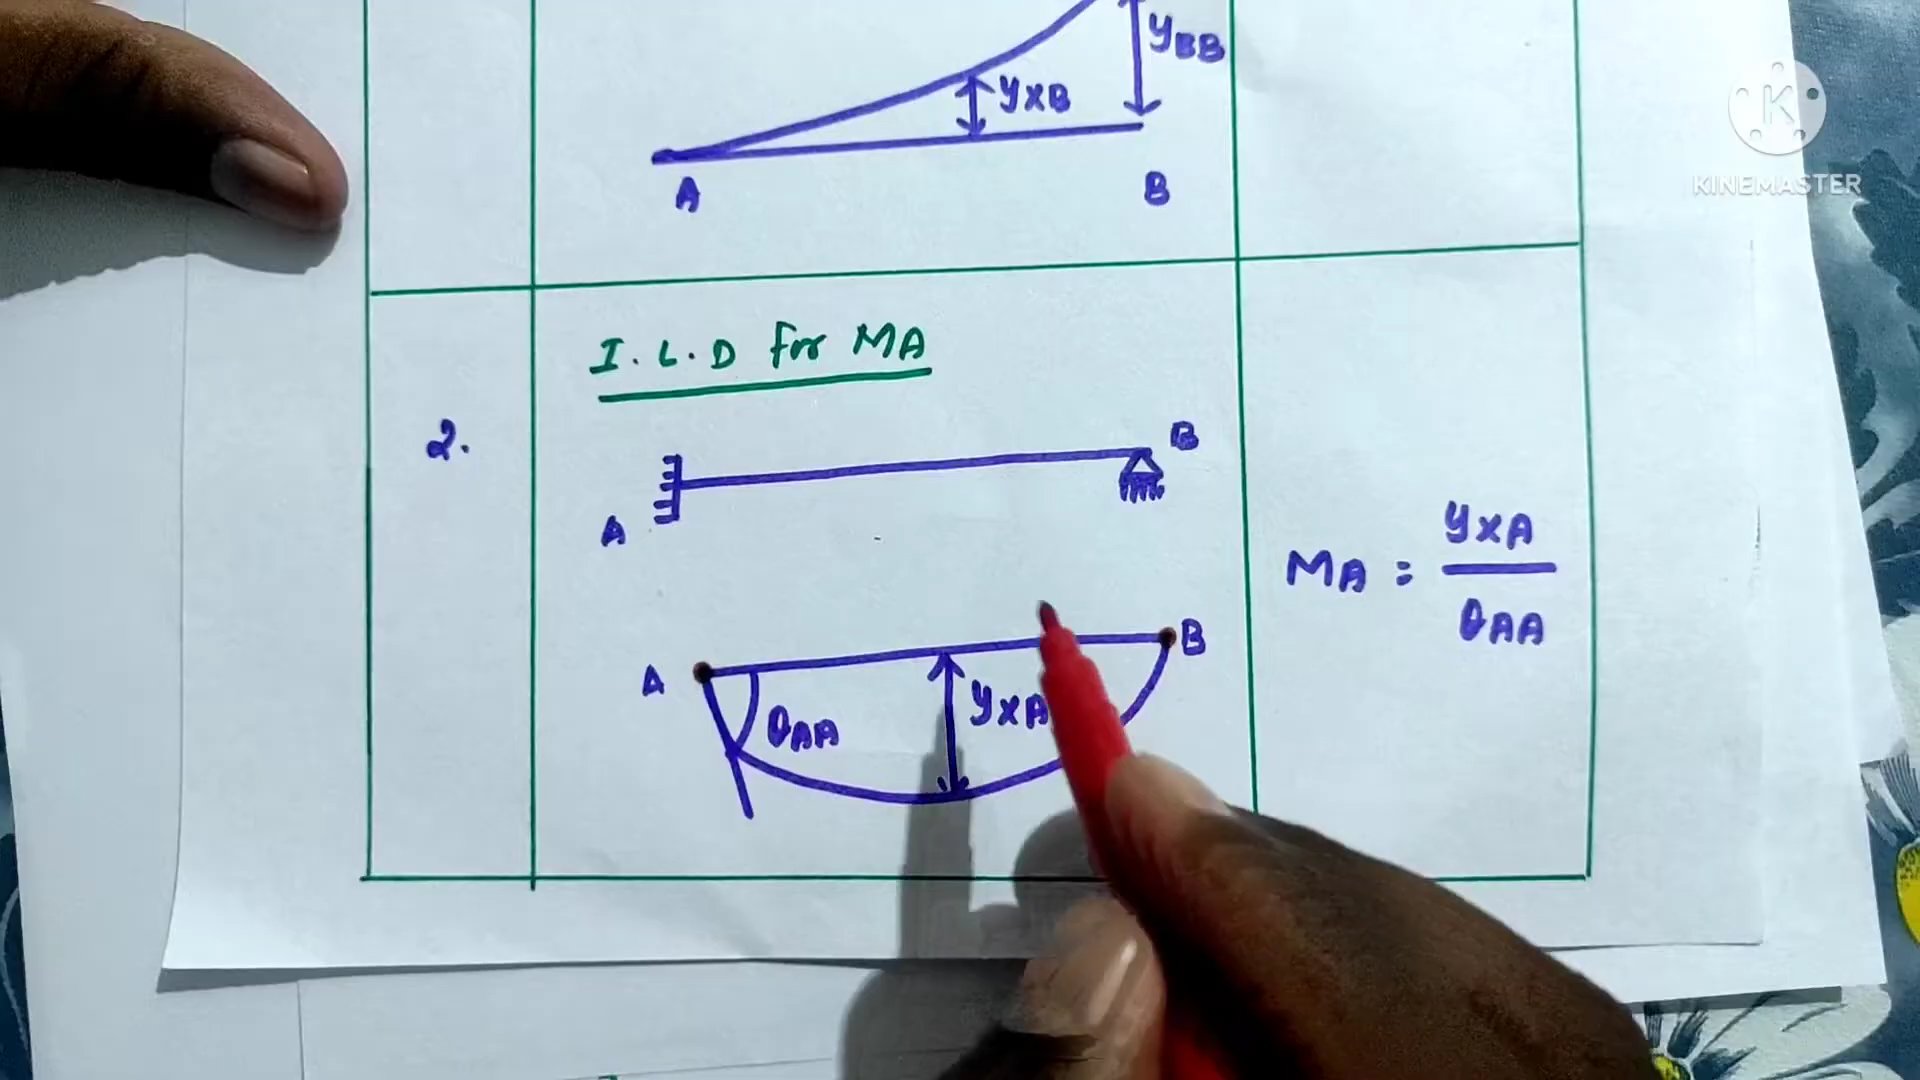 yBB
yxB
A B
I.L.D for MA
2.
B
A
MA = yxA / θAA
A B
θAA yxA
KINEMASTER